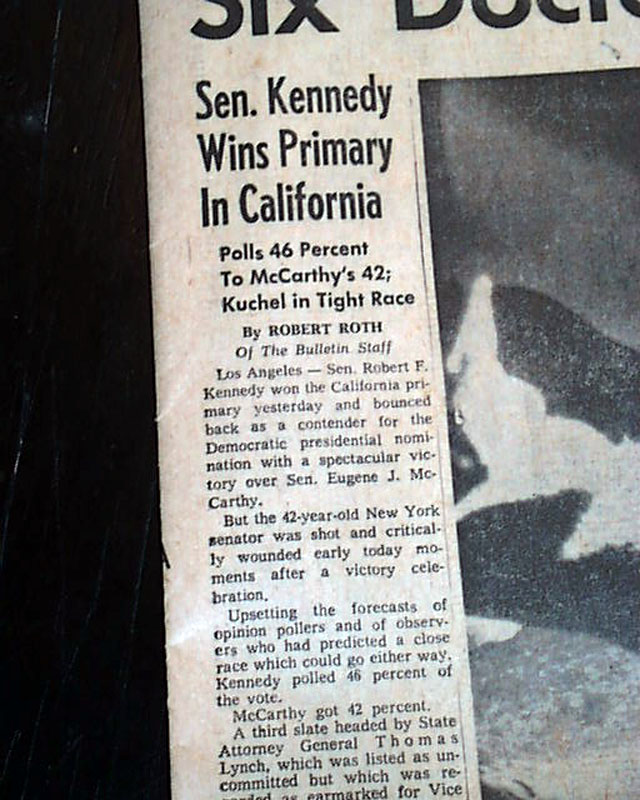 Six
Sen. Kennedy
Wins Primary
In California
Polls 46 Percent
To McCarthy's 42;
Kuchel in Tight Race
By ROBERT ROTH
Of The Bulletin Staff
Los Angeles — Sen. Robert F.
Kennedy won the California pri-
mary yesterday and bounced
back as a contender for the
Democratic presidential nomi-
nation with a spectacular vic-
tory over Sen. Eugene J. Mc-
Carthy.
But the 42-year-old New York
senator was shot and critical-
ly wounded early today mo-
ments after a victory cele-
bration.
Upsetting the forecasts of
opinion pollers and of observ-
ers who had predicted a close
race which could go either way,
Kennedy polled 46 percent of
the vote.
McCarthy got 42 percent.
A third slate headed by State
Attorney General Thomas
Lynch, which was listed as un-
committed but which was re-
garded as earmarked for Vice